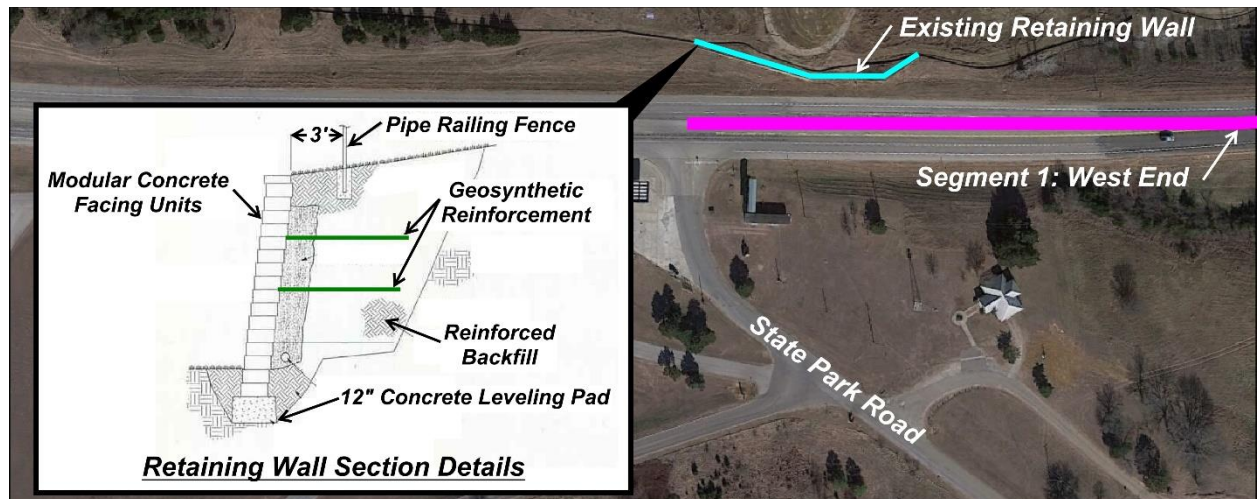 Existing Retaining Wall
3'
Pipe Railing Fence
Modular Concrete
Facing Units
Geosynthetic
Reinforcement
Segment 1: West End
Reinforced
Backfill
12" Concrete Leveling Pad
State Park Road
Retaining Wall Section Details